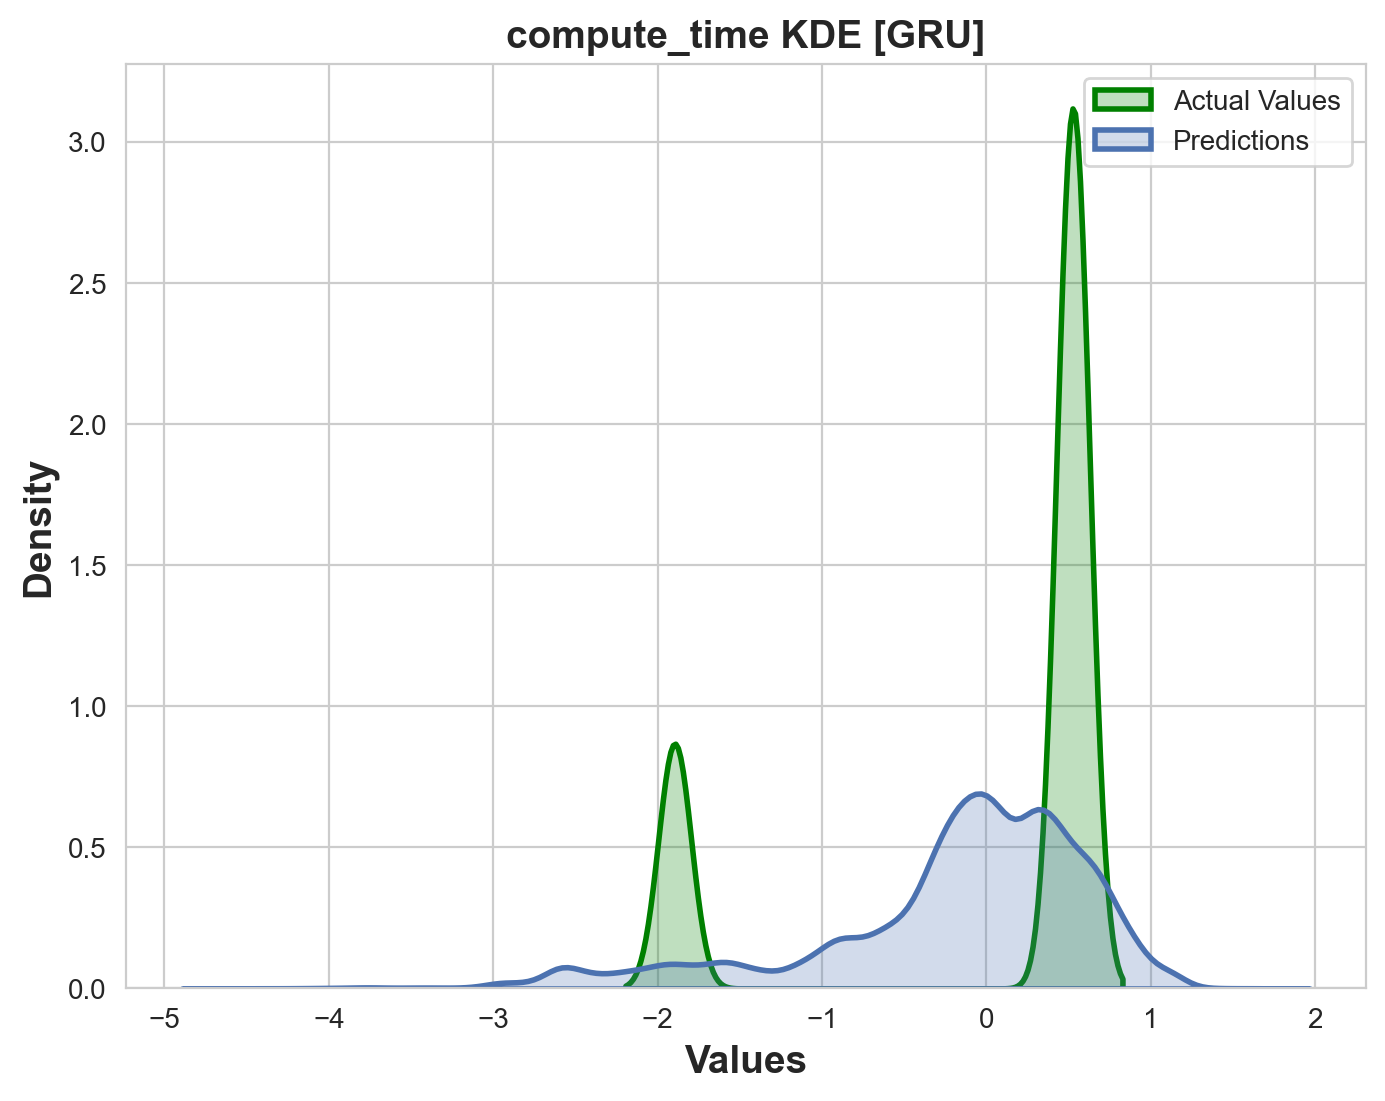 compute_time KDE [GRU]
Actual Values
Predictions
3.0
2.5
2.0
1.5
1.0
0.5
0.0
Density
−5 −4 −3 −2 −1 0 1 2
Values